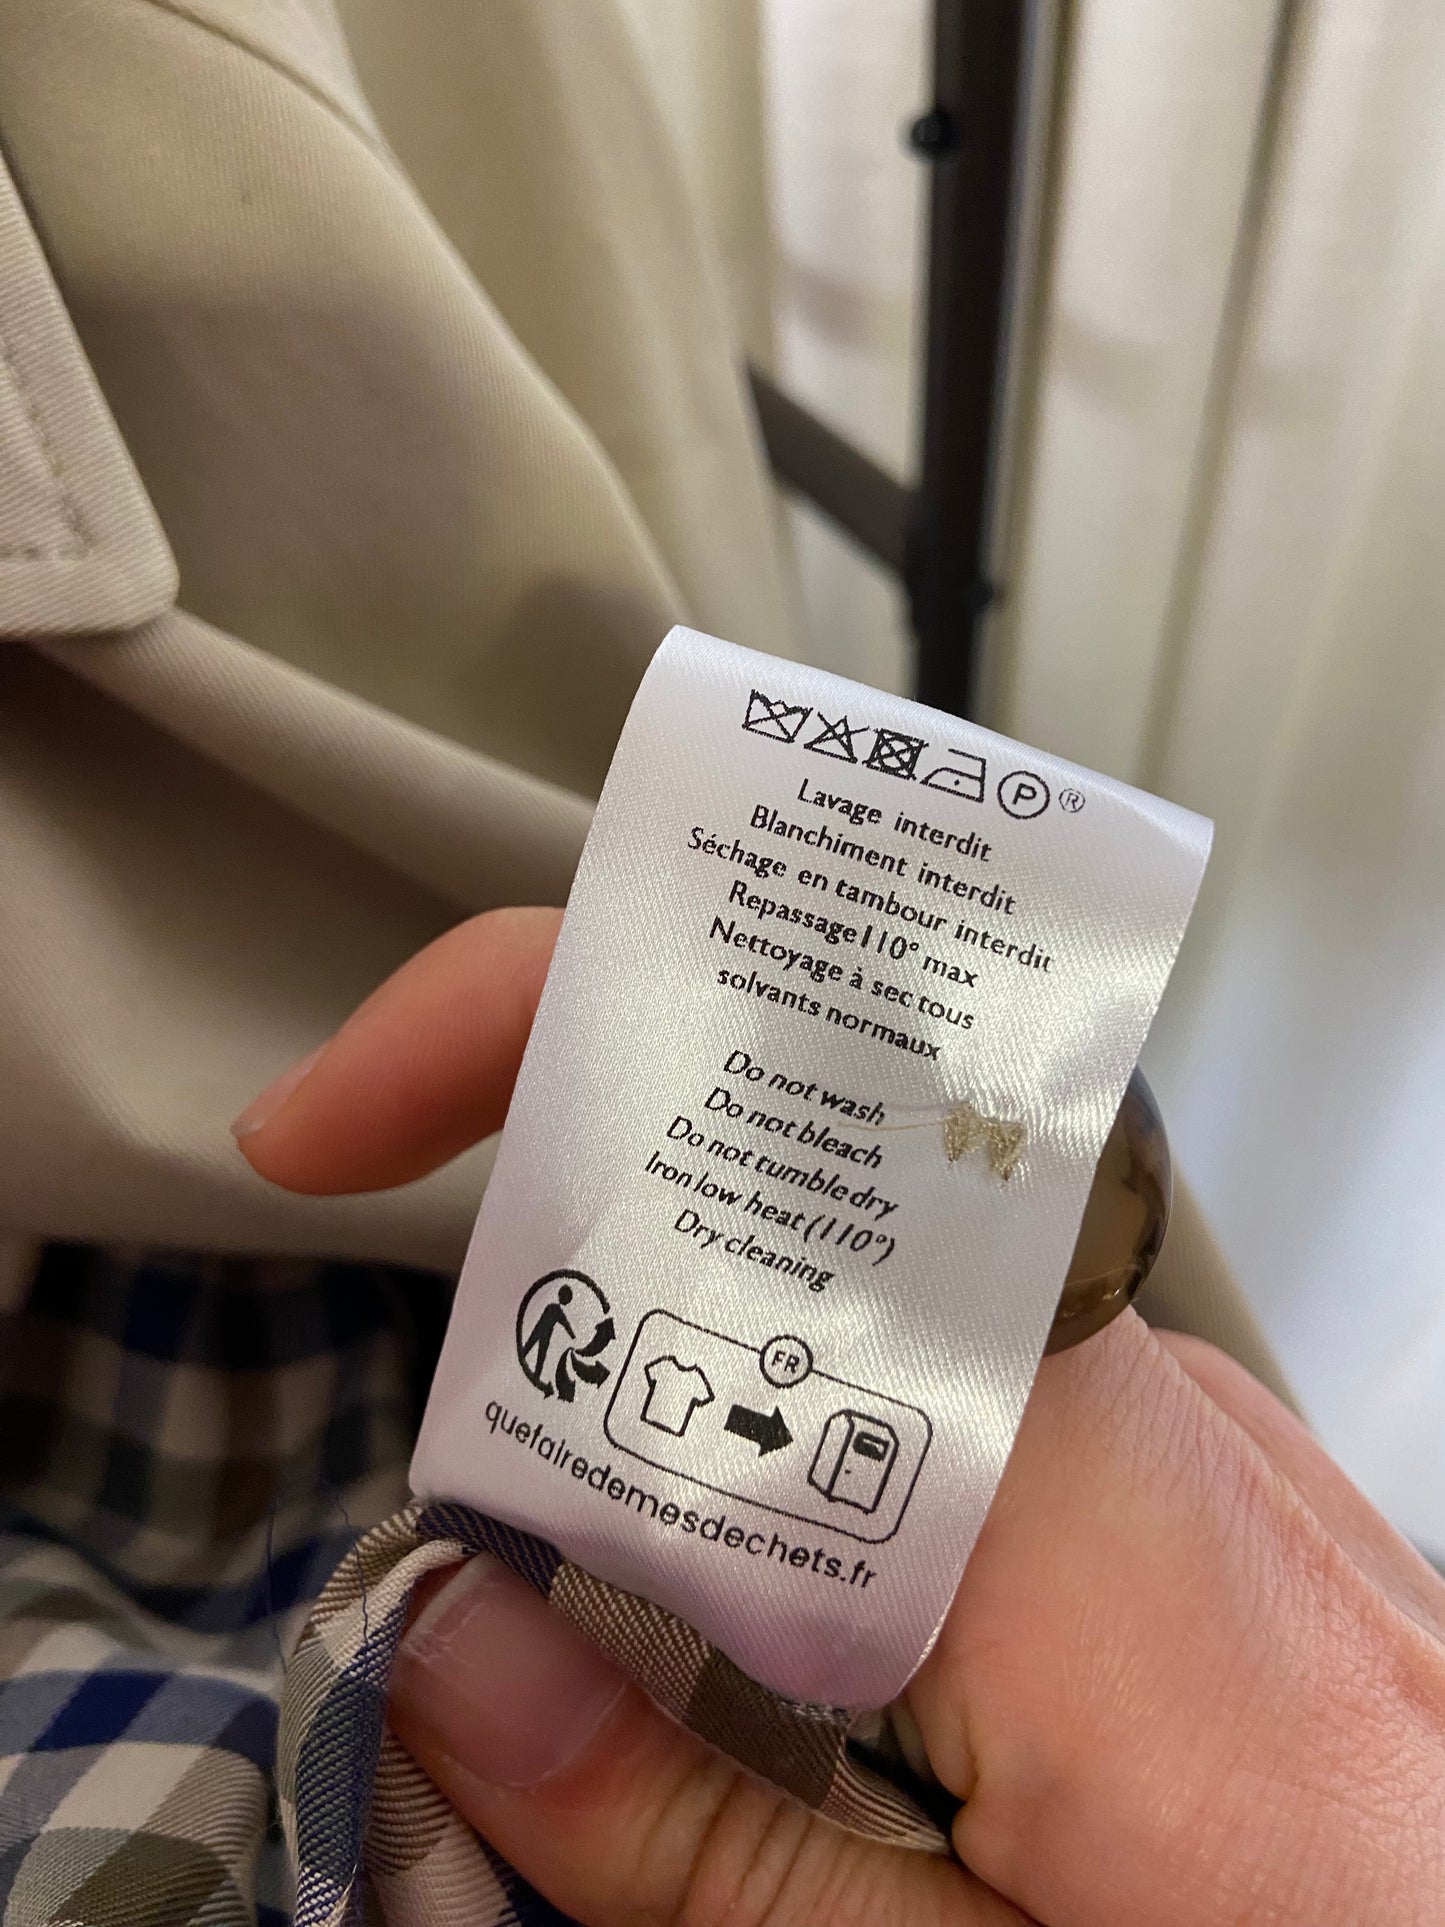 P ®
Lavage interdit
Blanchiment interdit
Séchage en tambour interdit
Repassage 110° max
Nettoyage à sec tous
solvants normaux
Do not wash
Do not bleach
Do not tumble dry
Iron low heat (110°)
Dry cleaning
FR
quefairedemesdechets.fr